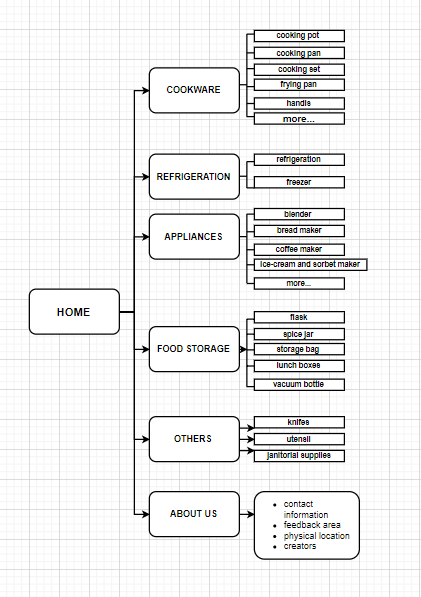 cooking pot
cooking pan
cooking set
COOKWARE
frying pan
handis
more...
refrigeration
REFRIGERATION
freezer
blender
bread maker
APPLIANCES
coffee maker
ice-cream and sorbet maker
more...
HOME
flask
spice jar
FOOD STORAGE
storage bag
lunch boxes
vacuum bottle
knifes
OTHERS
utensil
janitorial supplies
ABOUT US
• contact
information
• feedback area
• physical location
• creators